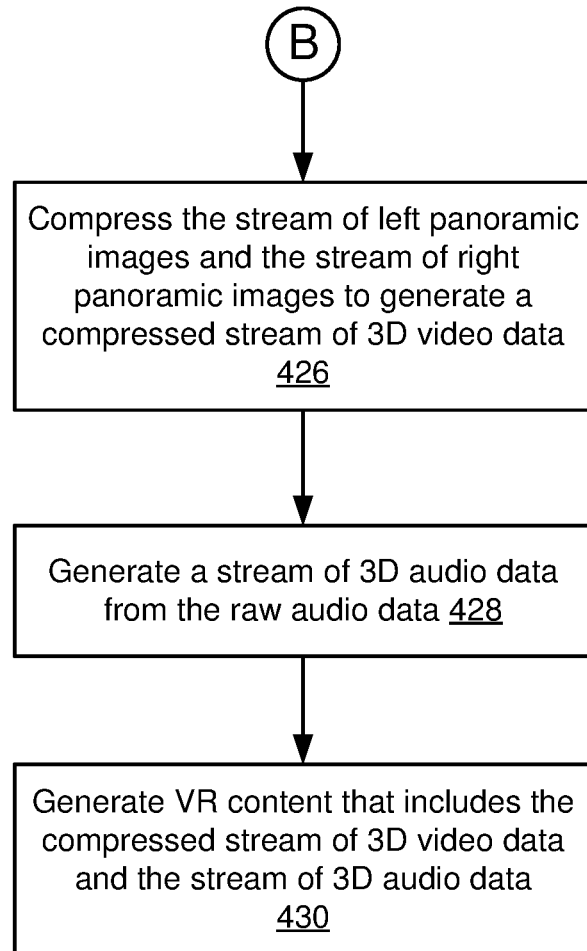 B
Compress the stream of left panoramic
images and the stream of right
panoramic images to generate a
compressed stream of 3D video data
426
Generate a stream of 3D audio data
from the raw audio data 428
Generate VR content that includes the
compressed stream of 3D video data
and the stream of 3D audio data
430